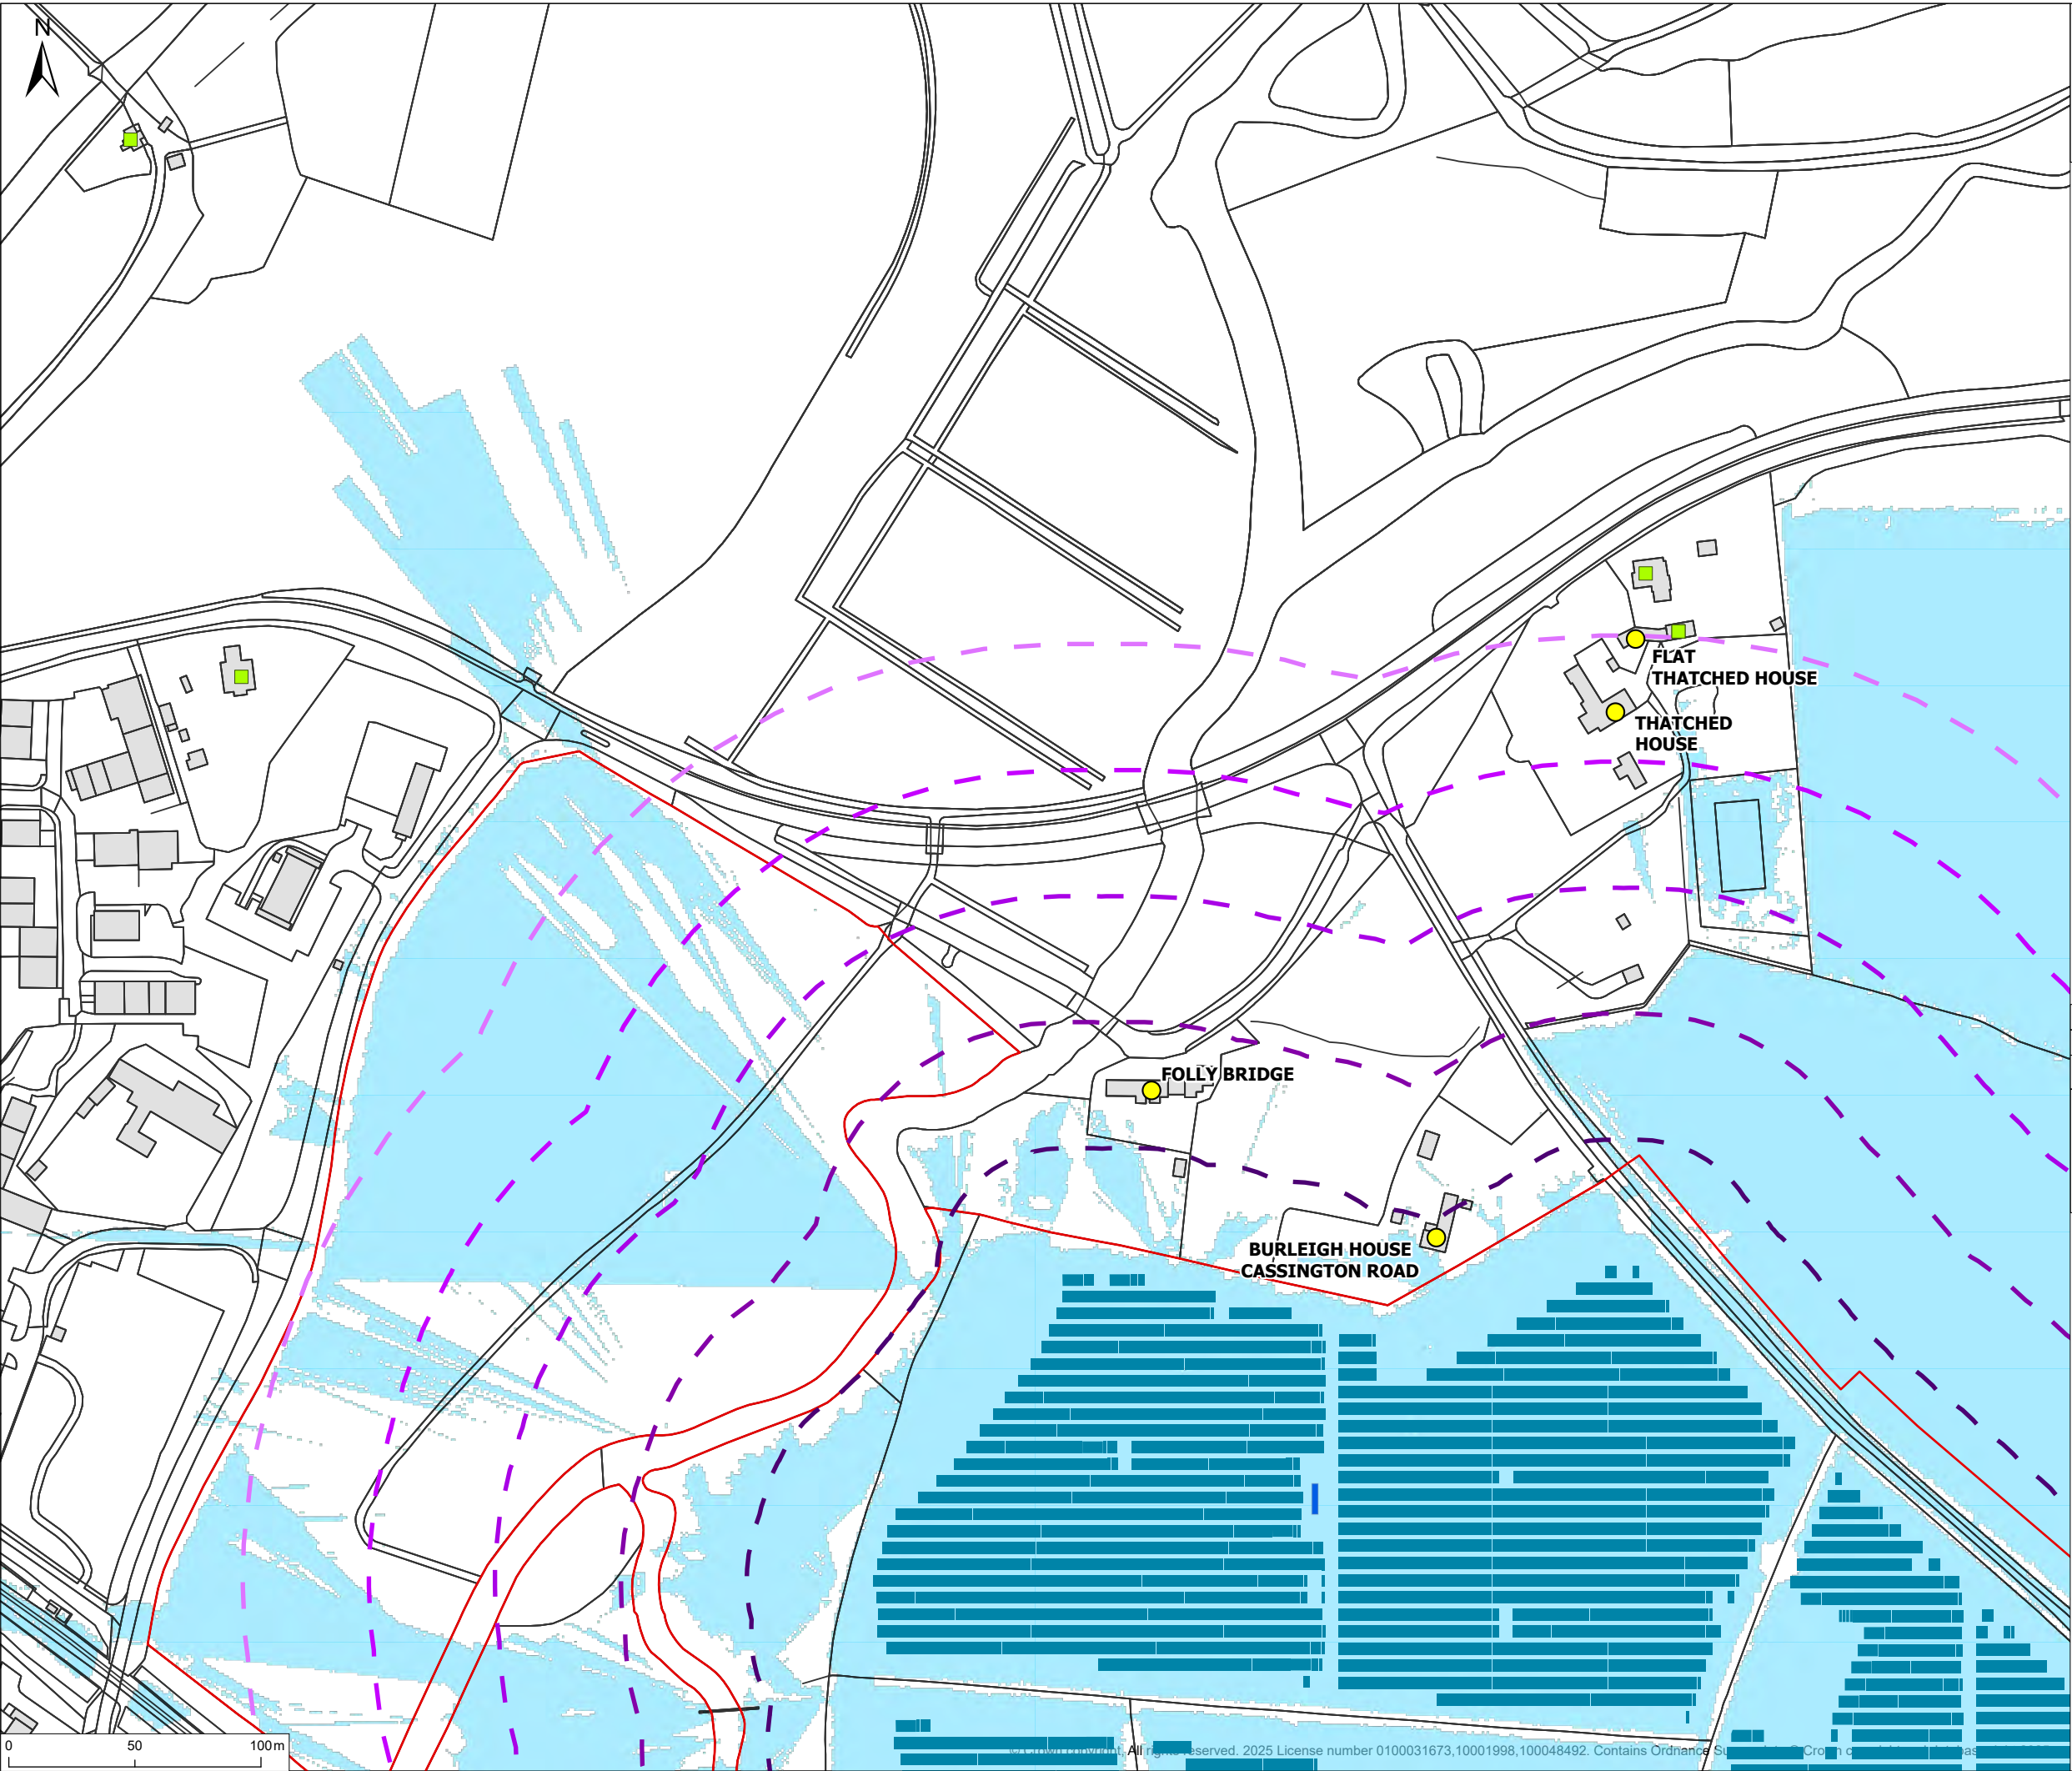 N
FLAT
THATCHED HOUSE
THATCHED
HOUSE
FOLLY BRIDGE
BURLEIGH HOUSE
CASSINGTON ROAD
0 50 100m
© Crown copyright, All rights reserved. 2025 License number 0100031673,10001998,100048492. Contains Ordnance